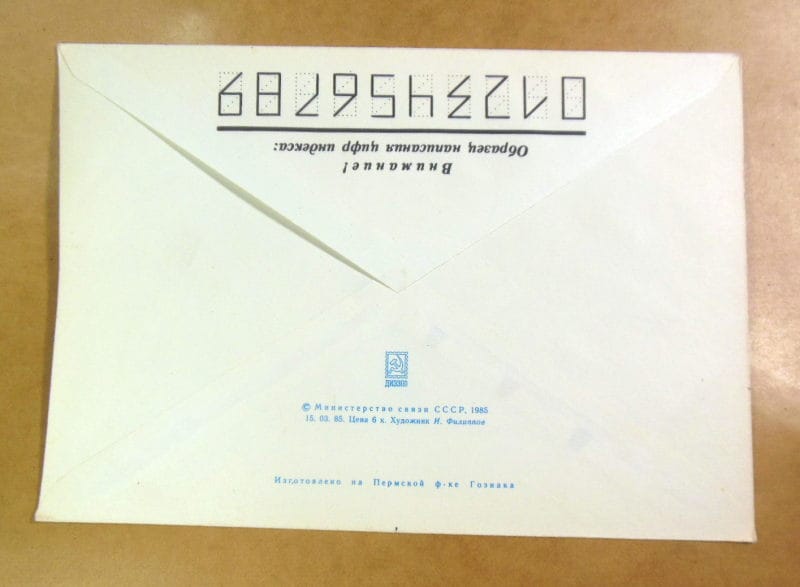 Внимание!
Образец написания цифр индекса:
0123456789
ДИЭЗПО
© Министерство связи СССР, 1985
15. 03. 85. Цена 6 к. Художник И. Филиппов
Изготовлено на Пермской ф-ке Гознака